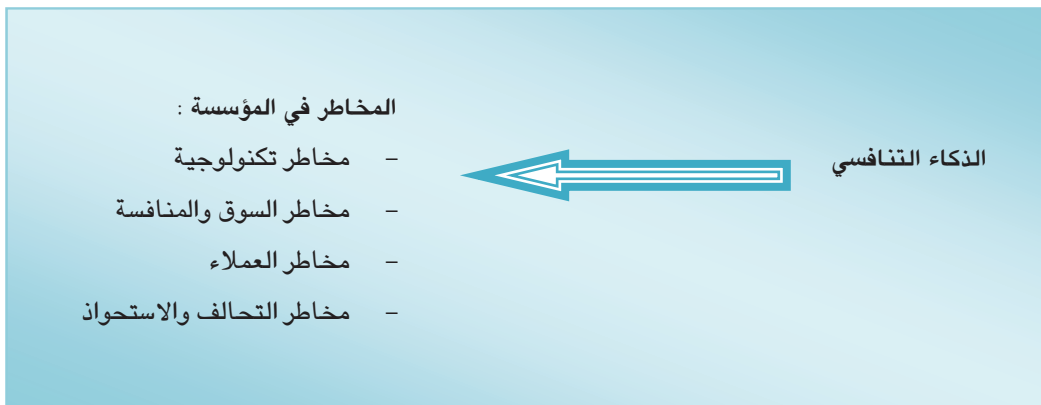 الذكاء التنافسي
المخاطر في المؤسسة :
– مخاطر تكنولوجية
– مخاطر السوق والمنافسة
– مخاطر العملاء
– مخاطر التحالف والاستحواذ